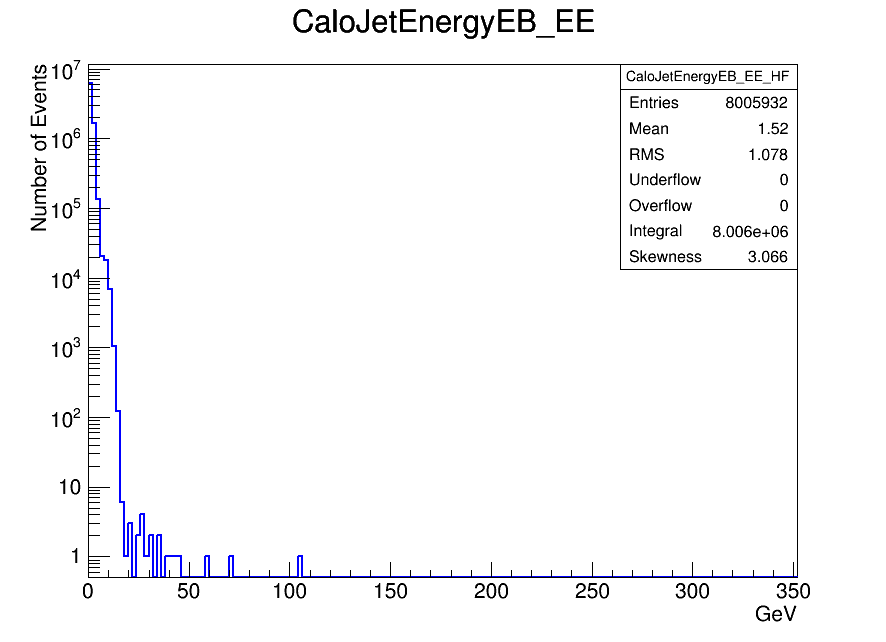 CaloJetEnergyEB_EE
CaloJetEnergyEB_EE_HF
Entries 8005932
Mean 1.52
RMS 1.078
Underflow 0
Overflow 0
Integral 8.006e+06
Skewness 3.066
Number of Events
10^7
10^6
10^5
10^4
10^3
10^2
10
1
0 50 100 150 200 250 300 350
GeV